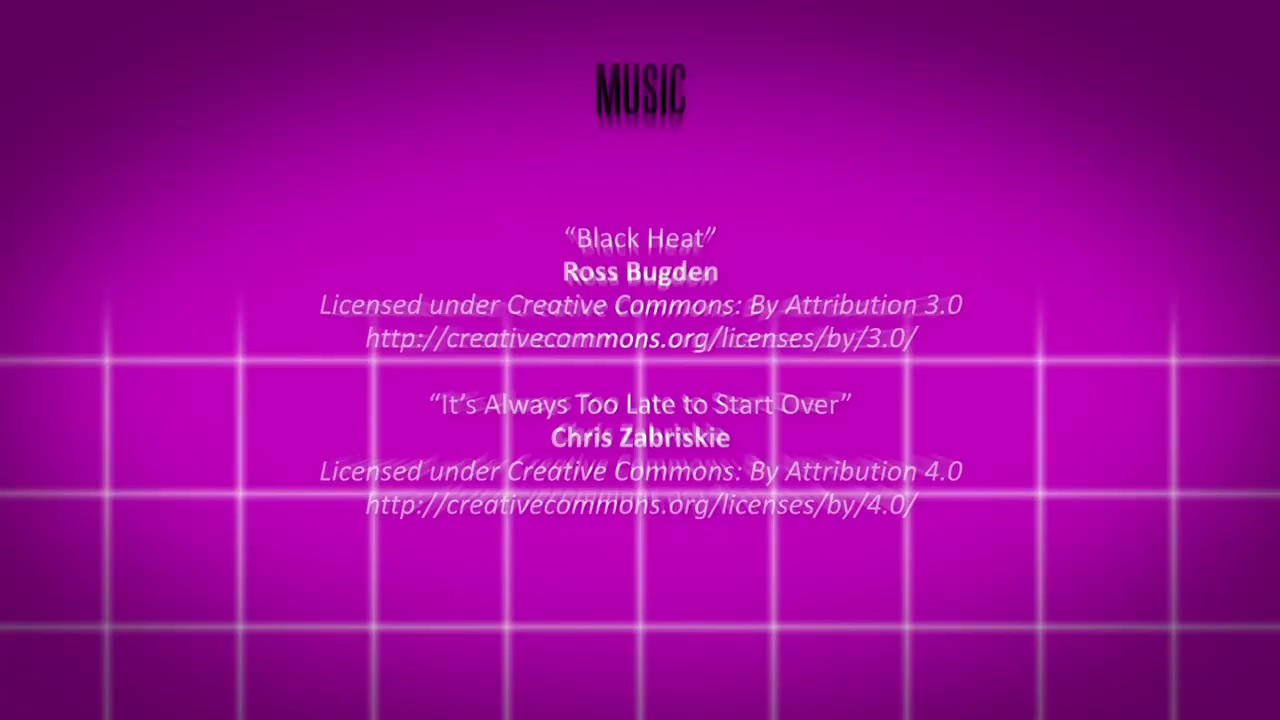 MUSIC
“Black Heat”
Ross Bugden
Licensed under Creative Commons: By Attribution 3.0
http://creativecommons.org/licenses/by/3.0/
“It’s Always Too Late to Start Over”
Chris Zabriskie
Licensed under Creative Commons: By Attribution 4.0
http://creativecommons.org/licenses/by/4.0/